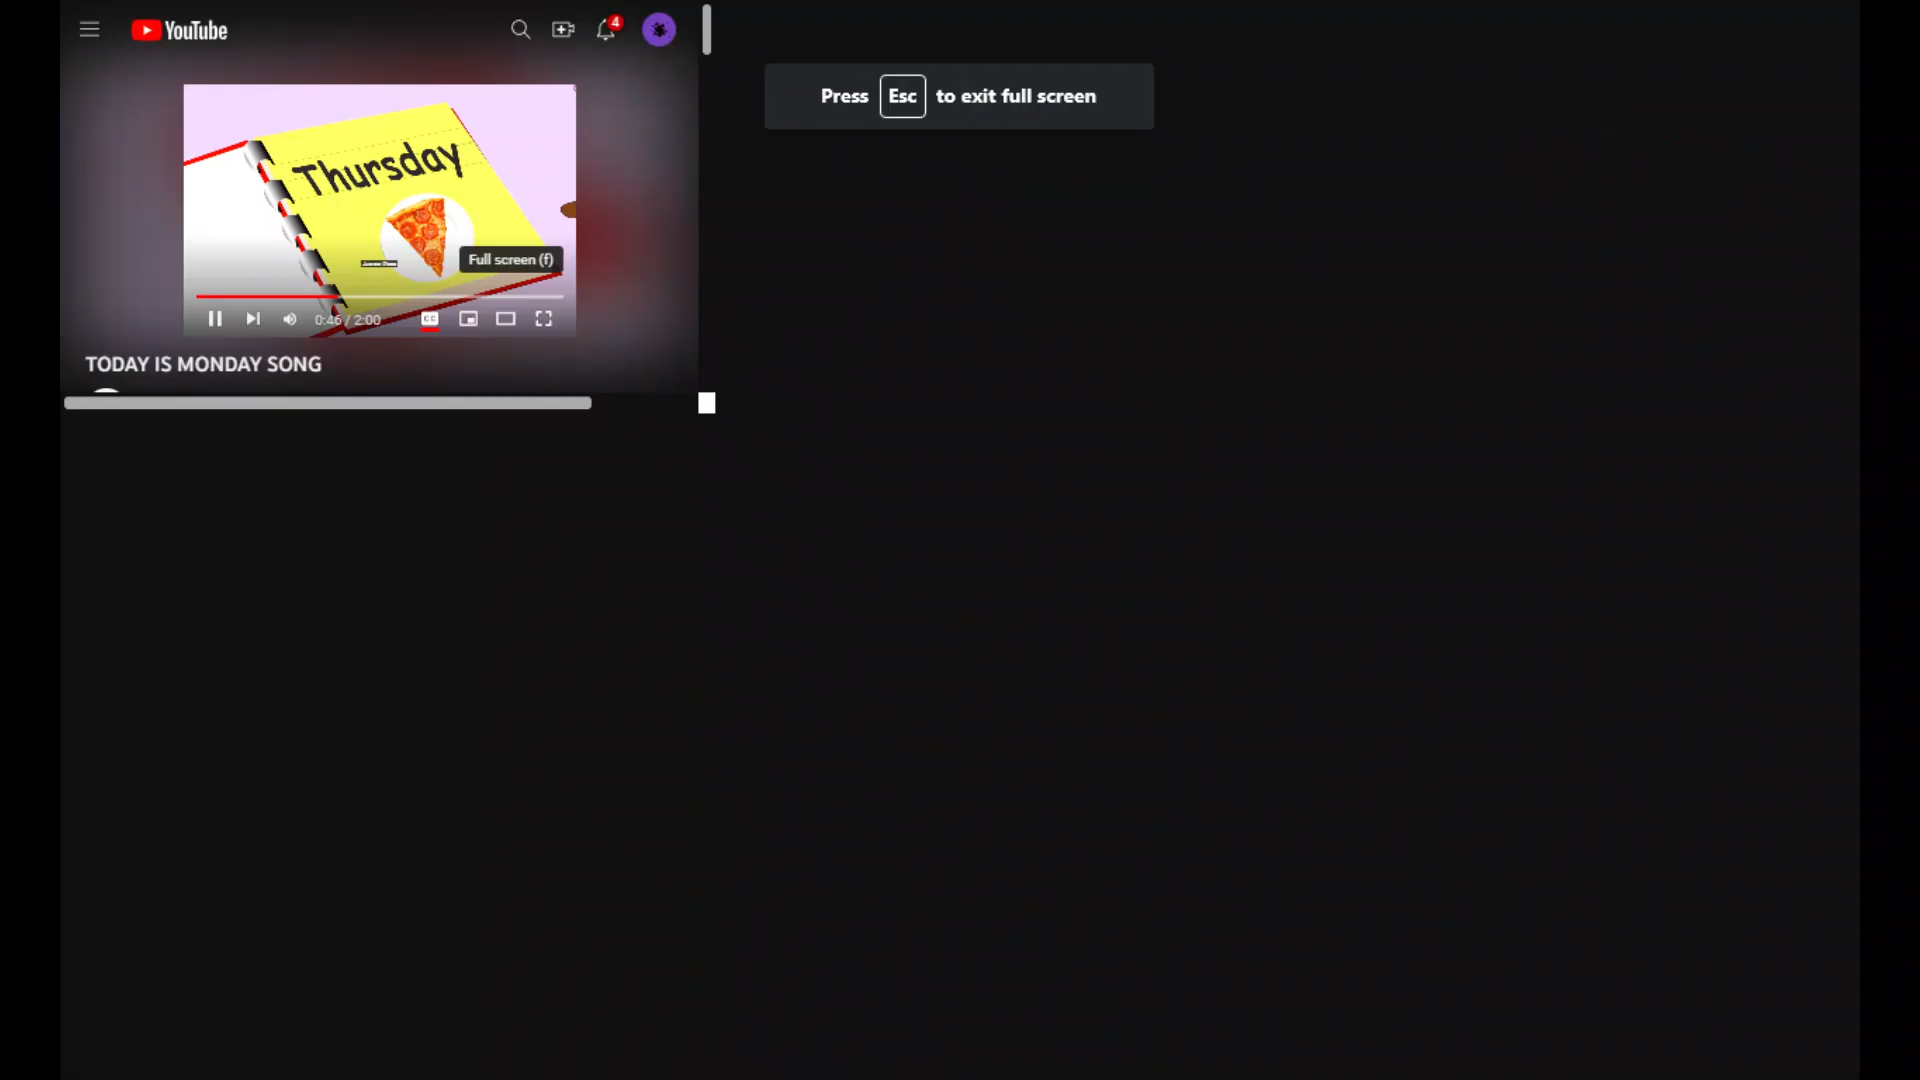 YouTube
4
Press Esc to exit full screen
Thursday
Full screen (f)
0:46 / 2:00
CC
TODAY IS MONDAY SONG